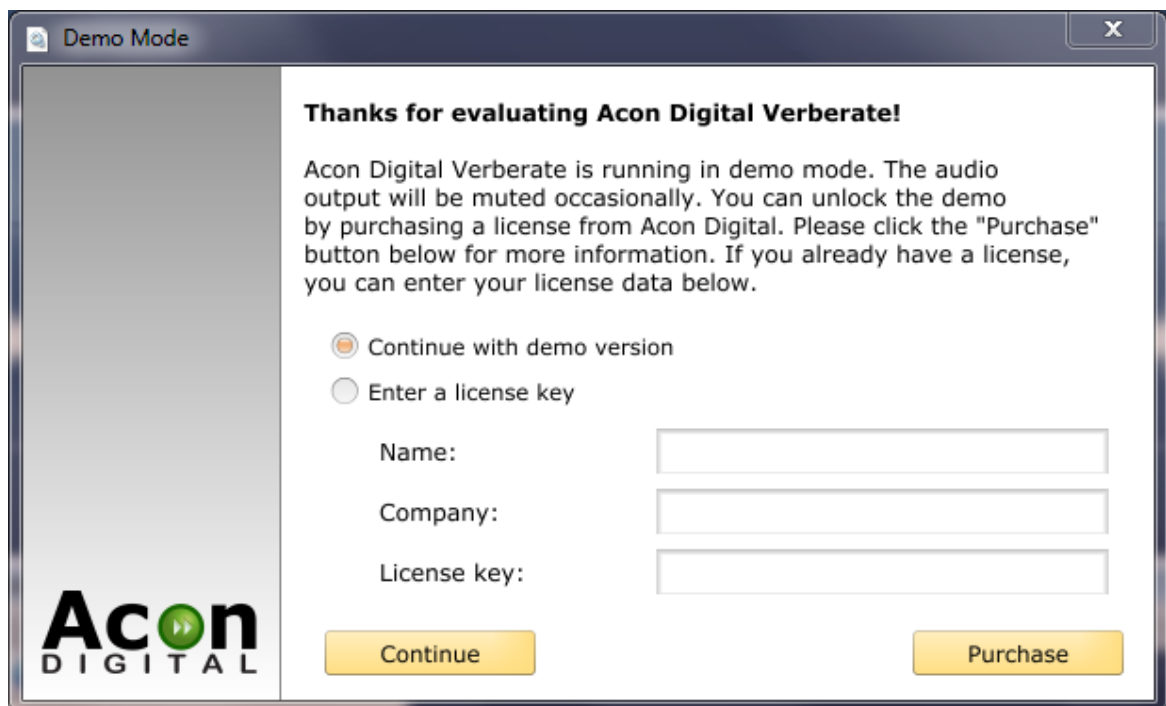 Demo Mode
X
Thanks for evaluating Acon Digital Verberate!
Acon Digital Verberate is running in demo mode. The audio
output will be muted occasionally. You can unlock the demo
by purchasing a license from Acon Digital. Please click the "Purchase"
button below for more information. If you already have a license,
you can enter your license data below.
Continue with demo version
Enter a license key
Name:
Company:
License key:
Acon
DIGITAL
Continue
Purchase